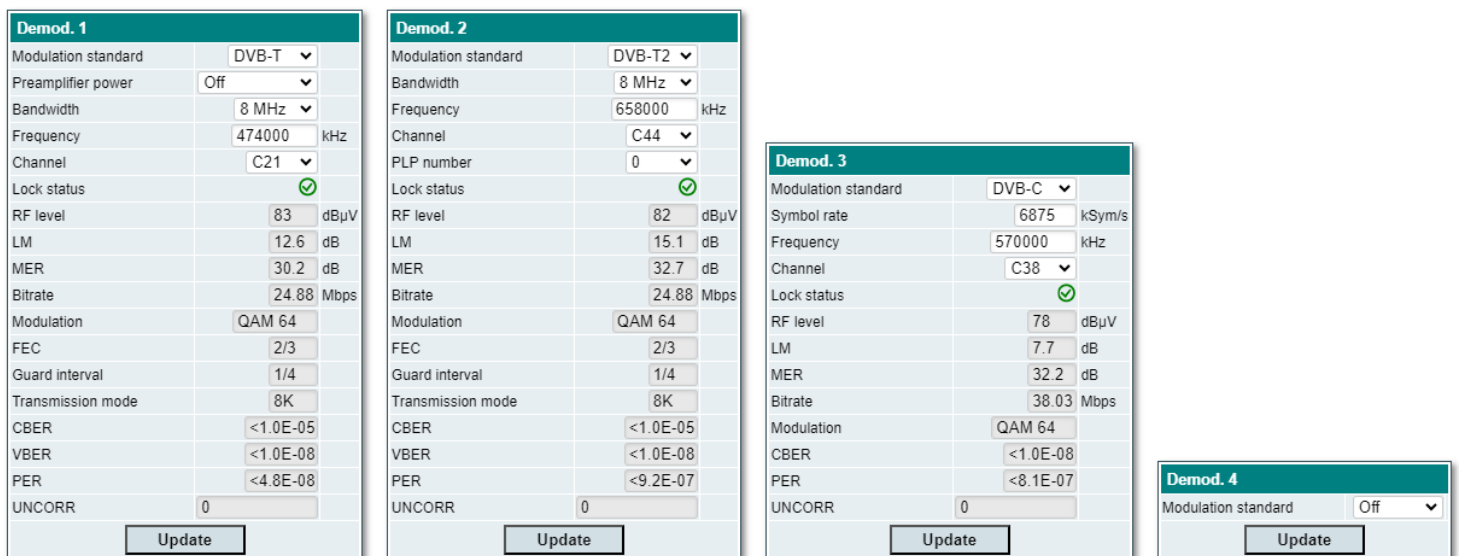 Demod. 1
Modulation standard DVB-T
Preamplifier power Off
Bandwidth 8 MHz
Frequency 474000 kHz
Channel C21
Lock status
RF level 83 dBµV
LM 12.6 dB
MER 30.2 dB
Bitrate 24.88 Mbps
Modulation QAM 64
FEC 2/3
Guard interval 1/4
Transmission mode 8K
CBER <1.0E-05
VBER <1.0E-08
PER <4.8E-08
UNCORR 0
Update
Demod. 2
Modulation standard DVB-T2
Bandwidth 8 MHz
Frequency 658000 kHz
Channel C44
PLP number 0
Lock status
RF level 82 dBµV
LM 15.1 dB
MER 32.7 dB
Bitrate 24.88 Mbps
Modulation QAM 64
FEC 2/3
Guard interval 1/4
Transmission mode 8K
CBER <1.0E-05
VBER <1.0E-08
PER <9.2E-07
UNCORR 0
Update
Demod. 3
Modulation standard DVB-C
Symbol rate 6875 kSym/s
Frequency 570000 kHz
Channel C38
Lock status
RF level 78 dBµV
LM 7.7 dB
MER 32.2 dB
Bitrate 38.03 Mbps
Modulation QAM 64
CBER <1.0E-08
PER <8.1E-07
UNCORR 0
Update
Demod. 4
Modulation standard Off
Update